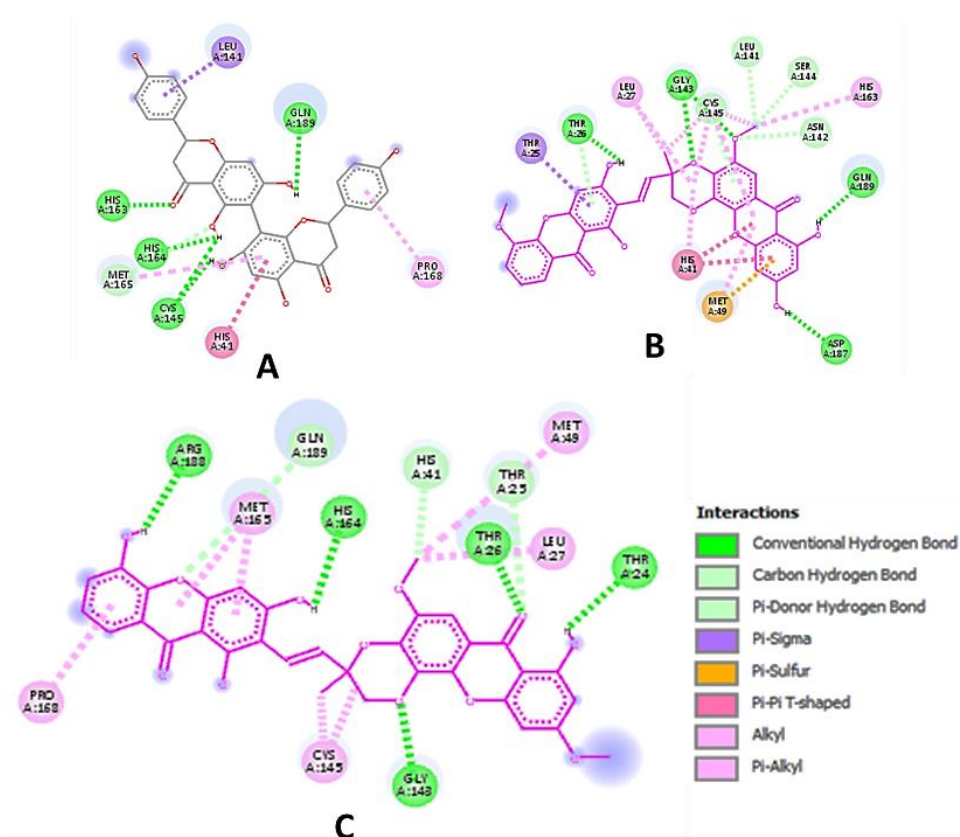 LEU
A:141
GLN
A:189
HIS
A:163
HIS
A:164
MET
A:165
CYS
A:145
HIS
A:41
PRO
A:168
H
H
O
A
LEU
A:141
SER
A:144
LEU
A:27
GLY
A:143
CYS
A:145
HIS
A:163
THR
A:26
ASN
A:142
THR
A:25
GLN
A:189
HIS
A:41
MET
A:49
ASP
A:187
H
H
H
B
ARG
A:188
GLN
A:189
MET
A:165
HIS
A:164
HIS
A:41
THR
A:25
MET
A:49
THR
A:26
LEU
A:27
THR
A:24
PRO
A:168
CYS
A:145
GLY
A:143
H
H
H
C
Interactions
Conventional Hydrogen Bond
Carbon Hydrogen Bond
Pi-Donor Hydrogen Bond
Pi-Sigma
Pi-Sulfur
Pi-Pi T-shaped
Alkyl
Pi-Alkyl